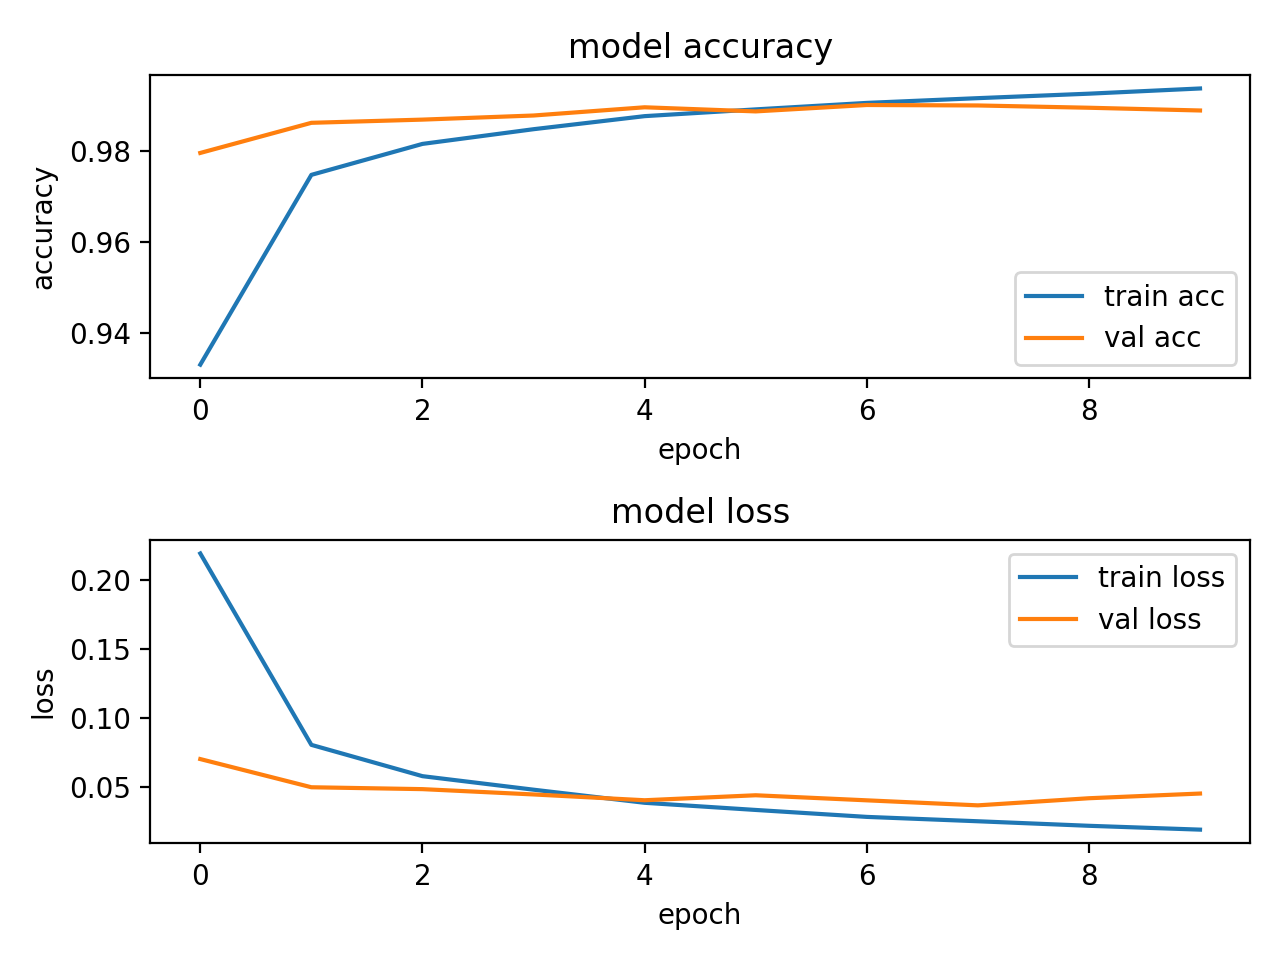 model accuracy
accuracy
0.98
0.96
0.94
train acc
val acc
0 2 4 6 8
epoch
model loss
loss
0.20
0.15
0.10
0.05
train loss
val loss
0 2 4 6 8
epoch